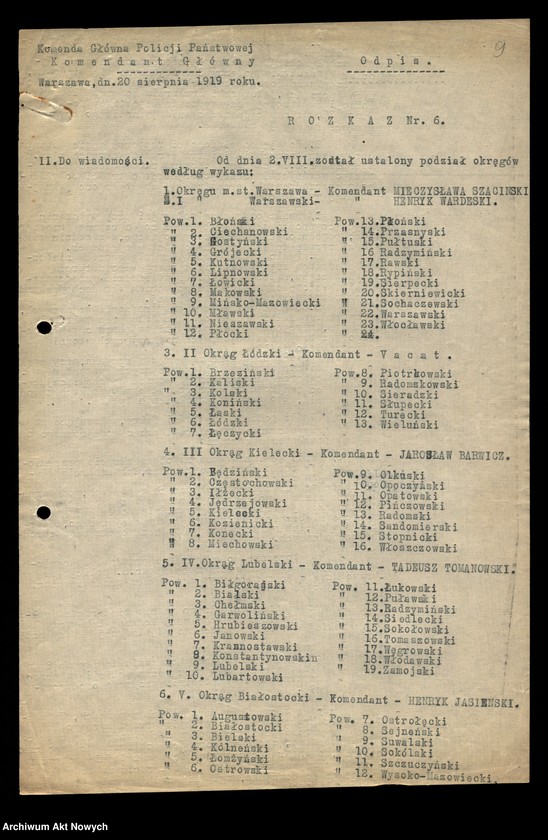 9
Komenda Główna Policji Państwowej
- Komendant Główny
Odpis.
Warszawa, dn. 20 sierpnia 1919 roku.
ROZKAZ Nr. 6.
II. Do wiadomości. Od dnia 2.VIII. został ustalony podział okręgów
według wykazu:
1. Okręgu m.st. Warszawa - Komendant MIECZYSŁAWA SZACINSKI
2. I " Warszawski- " HENRYK WARDESKI.
Pow. 1. Błoński
" 2. Ciechanowski
" 3. Gostyński
" 4. Grójecki
" 5. Kutnowski
" 6. Lipnowski
" 7. Łowicki
" 8. Makowski
" 9. Mińsko-Mazowiecki
" 10. Mławski
" 11. Nieszawski
" 12. Płocki
Pow. 13. Płoński
" 14. Przasnyski
" 15. Pułtuski
" 16 Radzymiński
" 17. Rawski
" 18. Rypiński
" 19. Sierpecki
" 20. Skierniewicki
" 21. Sochaczewski
" 22. Warszawski
" 23. Włocławski
" 24.
3. II Okręg Łódzki - Komendant - Vacat.
Pow. 1. Brzeziński
" 2. Kaliski
" 3. Kolski
" 4. Koniński
" 5. Łaski
" 6. Łódzki
" 7. Łęczycki
Pow. 8. Piotrkowski
" 9. Radomskowski
" 10. Sieradzki
" 11. Słupecki
" 12. Turecki
" 13. Wieluński
4. III Okręg Kielecki - Komendant - JAROSŁAW BARWICZ.
Pow. 1. Będziński
" 2. Częstochowski
" 3. Iłżecki
" 4. Jędrzejowski
" 5. Kielecki
" 6. Kozienicki
" 7. Konecki
" 8. Miechowski
Pow. 9. Olkuski
" 10. Opoczyński
" 11. Opatowski
" 12. Pińczowski
" 13. Radomski
" 14. Sandomierski
" 15. Stopnicki
" 16. Włoszczowski
5. IV. Okręg Lubelski - Komendant - TADEUSZ TOMANOWSKI.
Pow. 1. Biłgorajski
" 2. Bialski
" 3. Chełmski
" 4. Garwoliński
" 5. Hrubieszowski
" 6. Janowski
" 7. Krannostawski
" 8. Konstantynowskin
" 9. Lubelski
" 10. Lubartowski
Pow. 11. Łukowski
" 12. Puławski
" 13. Radzymiński
" 14. Siedlecki
" 15. Sokołowski
" 16. Tomaszowski
" 17. Węgrowski
" 18. Włodawski
" 19. Zamojski
6. V. Okręg Białostocki - Komendant - HENRYK JASIEŃSKI.
Pow. 1. Augustowski
" 2. Białostocki
" 3. Bielski
" 4. Kólneński
" 5. Łomżyński
" 6. Ostrowski
Pow. 7. Ostrołęcki
" 8. Sejneński
" 9. Suwalski
" 10. Sokólski
" 11. Szczuczyński
" 12. Wysoko-Mazowiecki.
Archiwum Akt Nowych